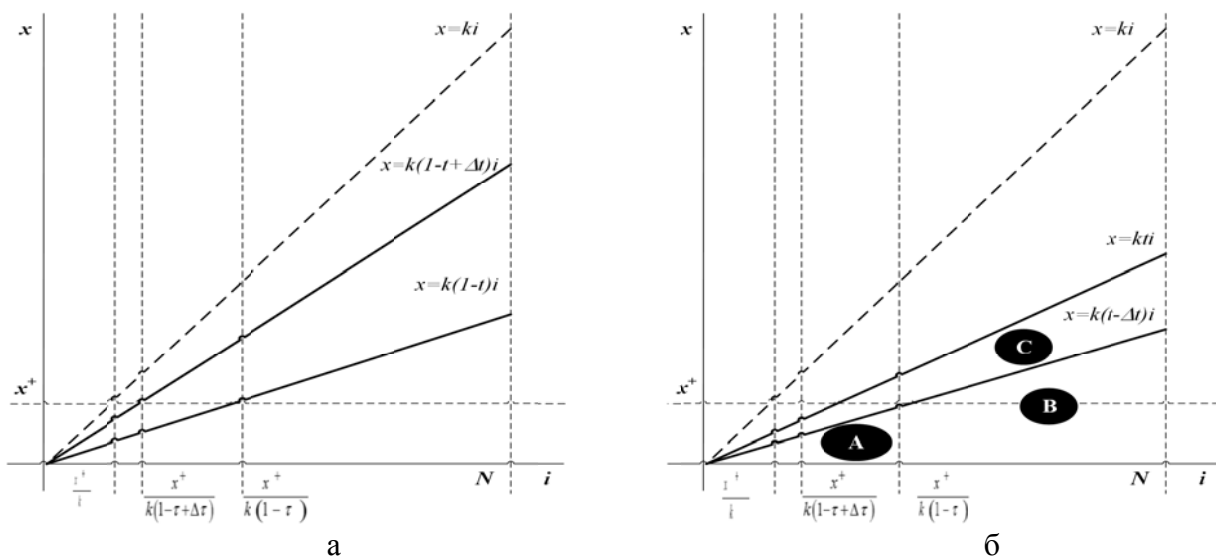 x
x=ki
x=k(1-t+Δt)i
x=k(1-t)i
x⁺
N i
x⁺/k x⁺/k(1-τ+Δτ) x⁺/k(1-τ)
а
x
x=ki
x=kti
x=k(i-Δt)i
C
x⁺
B
A
N i
x⁺/k x⁺/k(1-τ+Δτ) x⁺/k(1-τ)
б